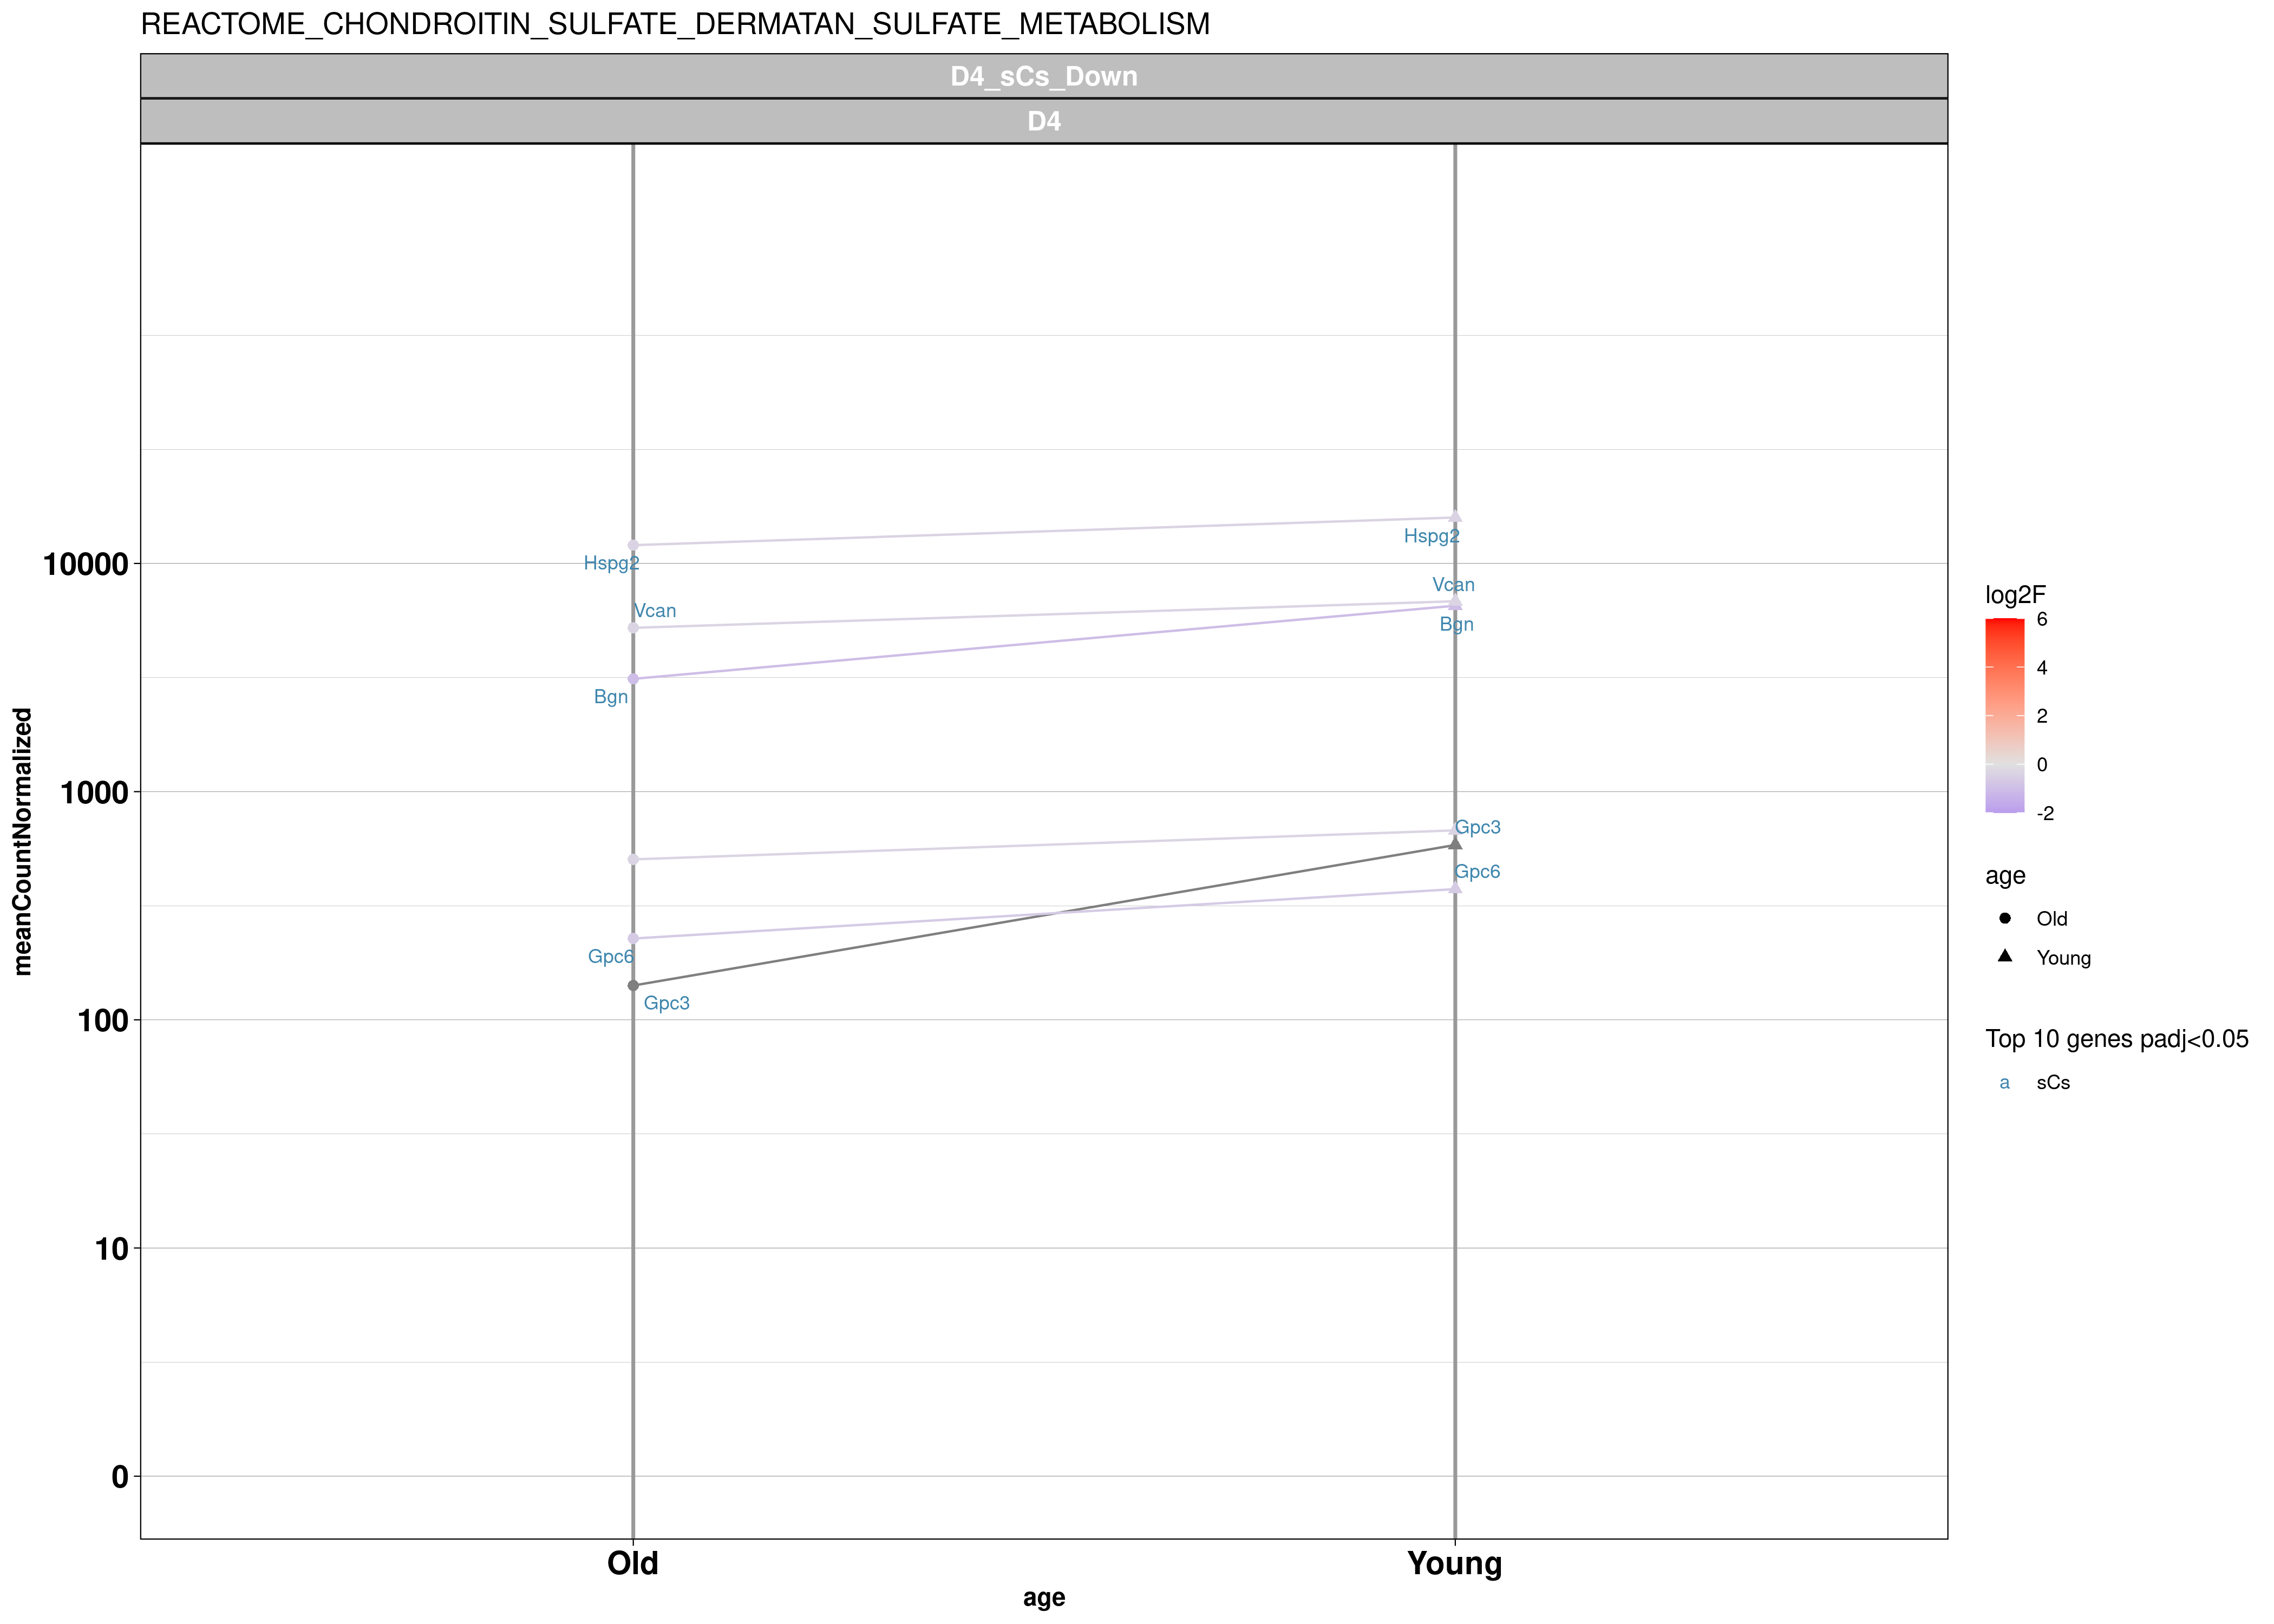 REACTOME_CHONDROITIN_SULFATE_DERMATAN_SULFATE_METABOLISM
D4_sCs_Down
D4
meanCountNormalized
10000
1000
100
10
0
Hspg2
Vcan
Bgn
Gpc6
Gpc3
Hspg2
Vcan
Bgn
Gpc3
Gpc6
Old
Young
age
log2F
6
4
2
0
-2
age
Old
Young
Top 10 genes padj<0.05
a sCs